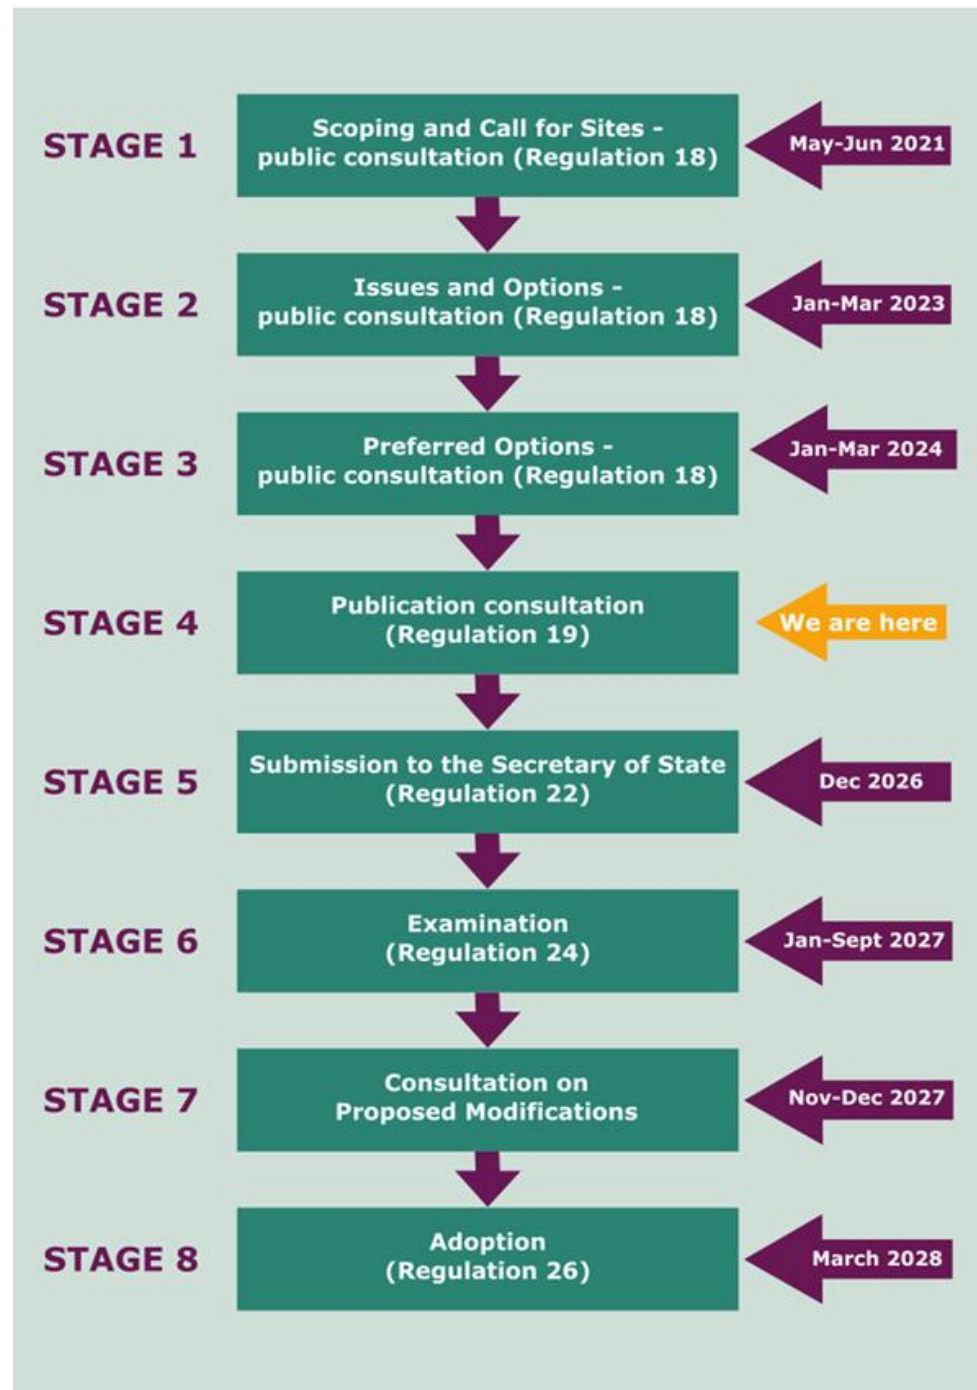 STAGE 1
Scoping and Call for Sites -
public consultation (Regulation 18)
May-Jun 2021
STAGE 2
Issues and Options -
public consultation (Regulation 18)
Jan-Mar 2023
STAGE 3
Preferred Options -
public consultation (Regulation 18)
Jan-Mar 2024
STAGE 4
Publication consultation
(Regulation 19)
We are here
STAGE 5
Submission to the Secretary of State
(Regulation 22)
Dec 2026
STAGE 6
Examination
(Regulation 24)
Jan-Sept 2027
STAGE 7
Consultation on
Proposed Modifications
Nov-Dec 2027
STAGE 8
Adoption
(Regulation 26)
March 2028